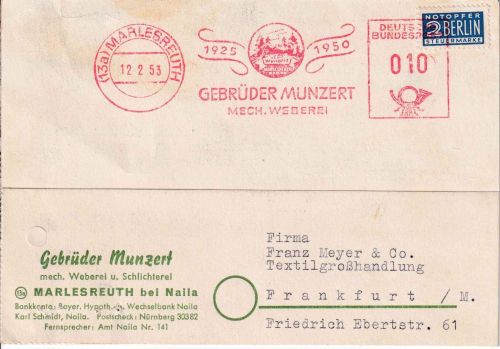 (13a) MARLESREUTH
12 2 53
1925 1950
GEBRÜDER MUNZERT
MECH. WEBEREI
DEUTS
BUNDESP
010
NOTOPFER
2 BERLIN
STEUERMARKE
Gebrüder Munzert
mech. Weberei u. Schlichterei
(13a) MARLESREUTH bei Naila
Bankkonto: Bayer. Hypoth.- u. Wechselbank Naila
Karl Schmidt, Naila. Postscheck: Nürnberg 30382
Fernsprecher: Amt Naila Nr. 141
Firma
Franz Meyer & Co.
Textilgroßhandlung
Frankfurt / M.
Friedrich Ebertstr. 61